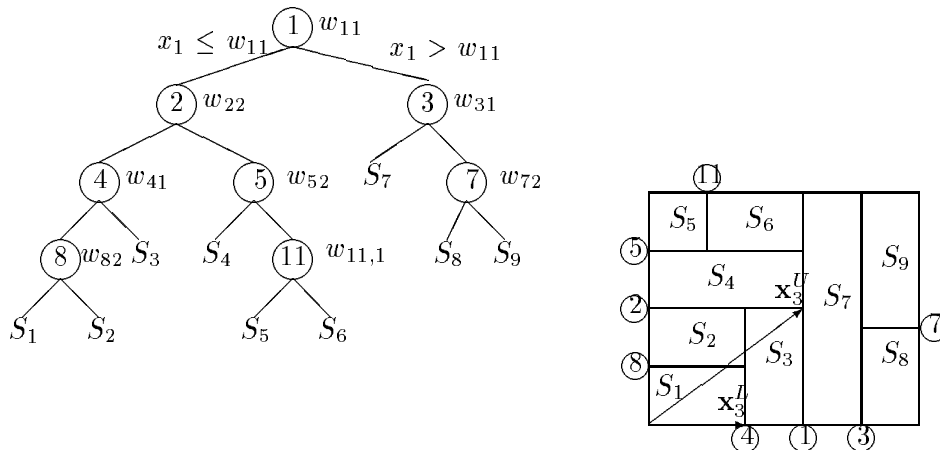 1 w₁₁
x₁ ≤ w₁₁ x₁ > w₁₁
2 w₂₂ 3 w₃₁
4 w₄₁ 5 w₅₂ S₇ 7 w₇₂
8 w₈₂ S₃ S₄ 11 w₁₁,₁ S₈ S₉
S₁ S₂ S₅ S₆
11
S₅ S₆
5 S₉
S₄
x₃ᵁ S₇
2
7
S₂ S₃ S₈
8
S₁
x₃ᴸ
4 1 3